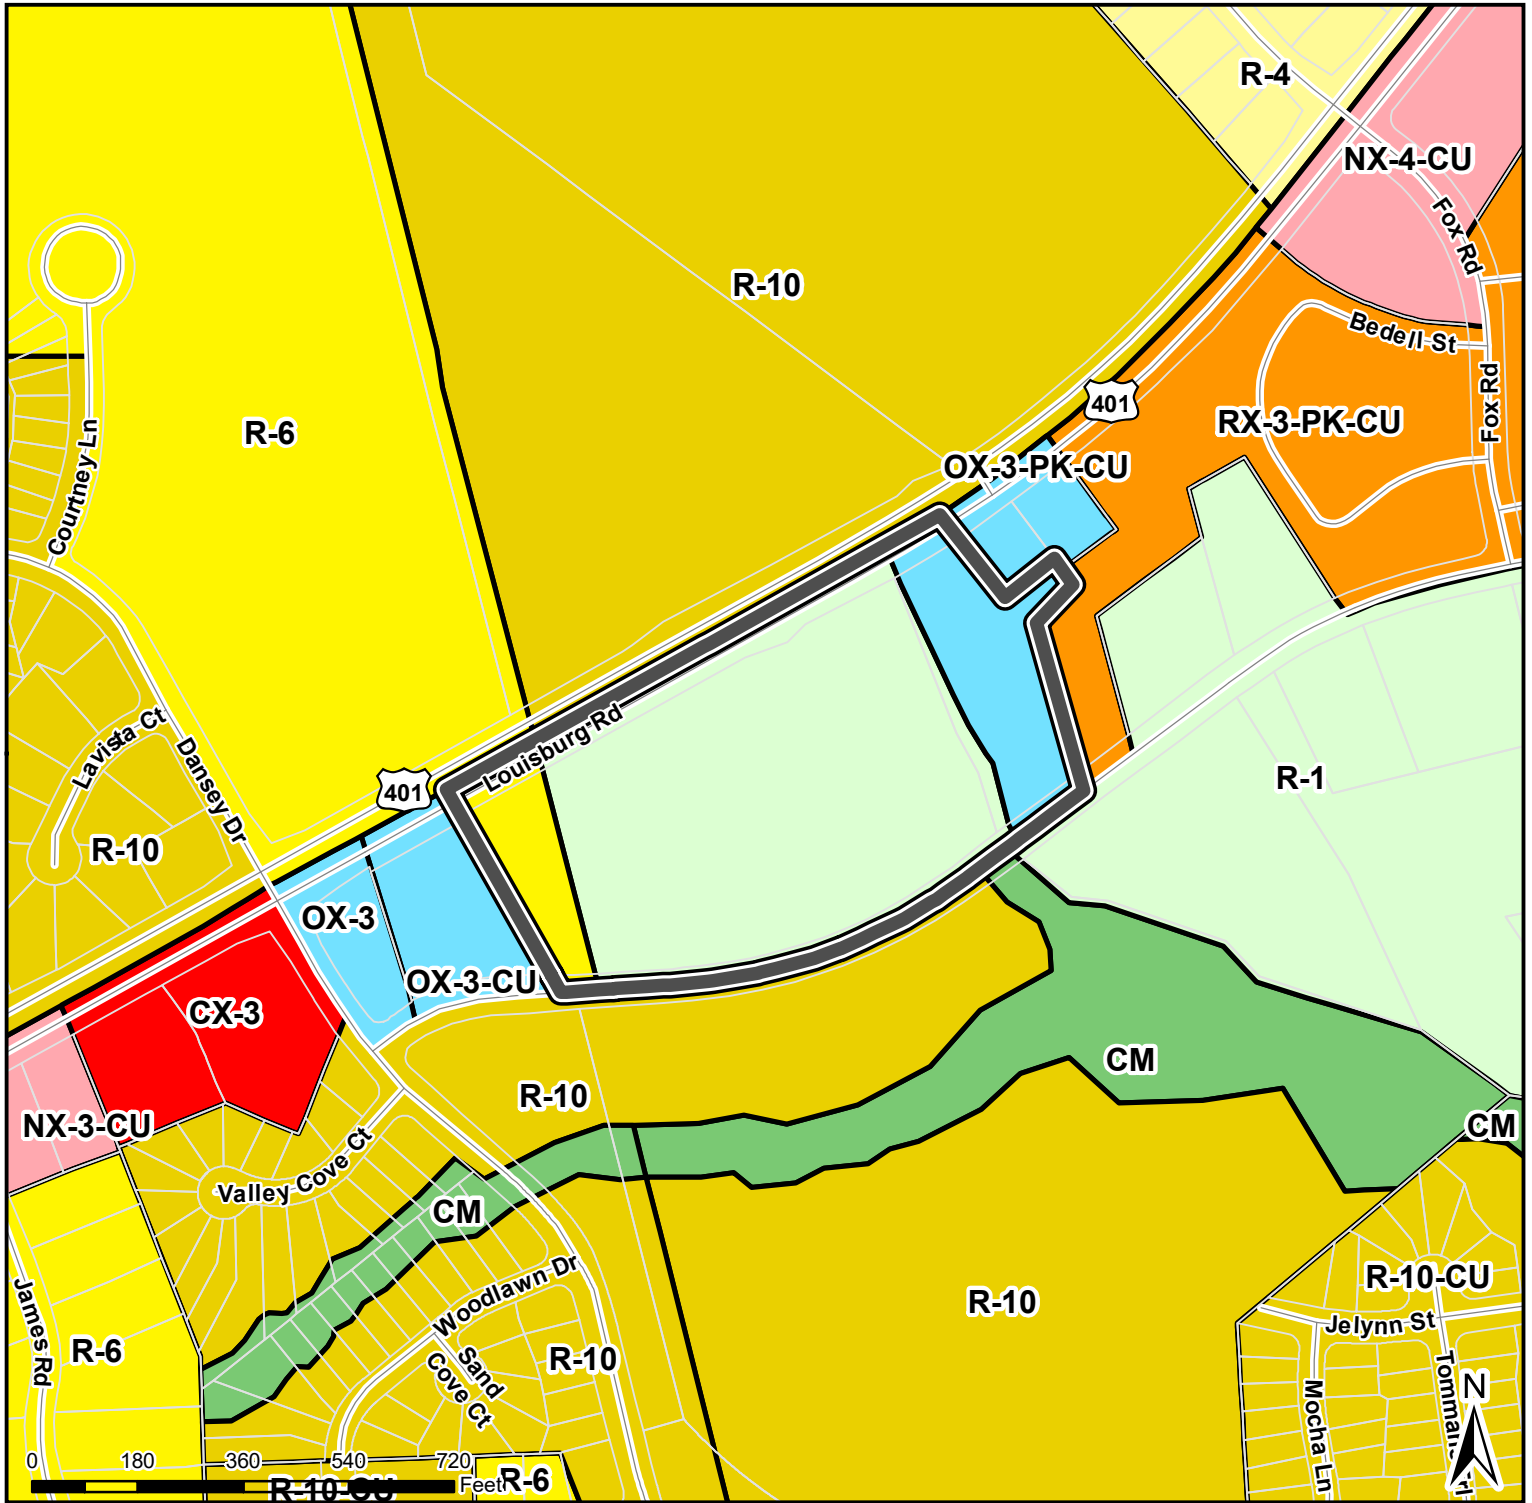 R-4
NX-4-CU
Fox Rd
R-10
Bedell St
Fox Rd
401
RX-3-PK-CU
R-6
OX-3-PK-CU
Courtney Ln
Louisburg Rd
Lavista Ct
Dansey Dr
401
R-1
R-10
OX-3
OX-3-CU
CX-3
CM
R-10
NX-3-CU
CM
Valley Cove Ct
CM
Woodlawn Dr
R-10-CU
James Rd
R-10
Jelynn St
R-6
R-10
Sand
Cove Ct
Mocha Ln
N
0 180 360 540 720
Feet
R-6
R-10-CU